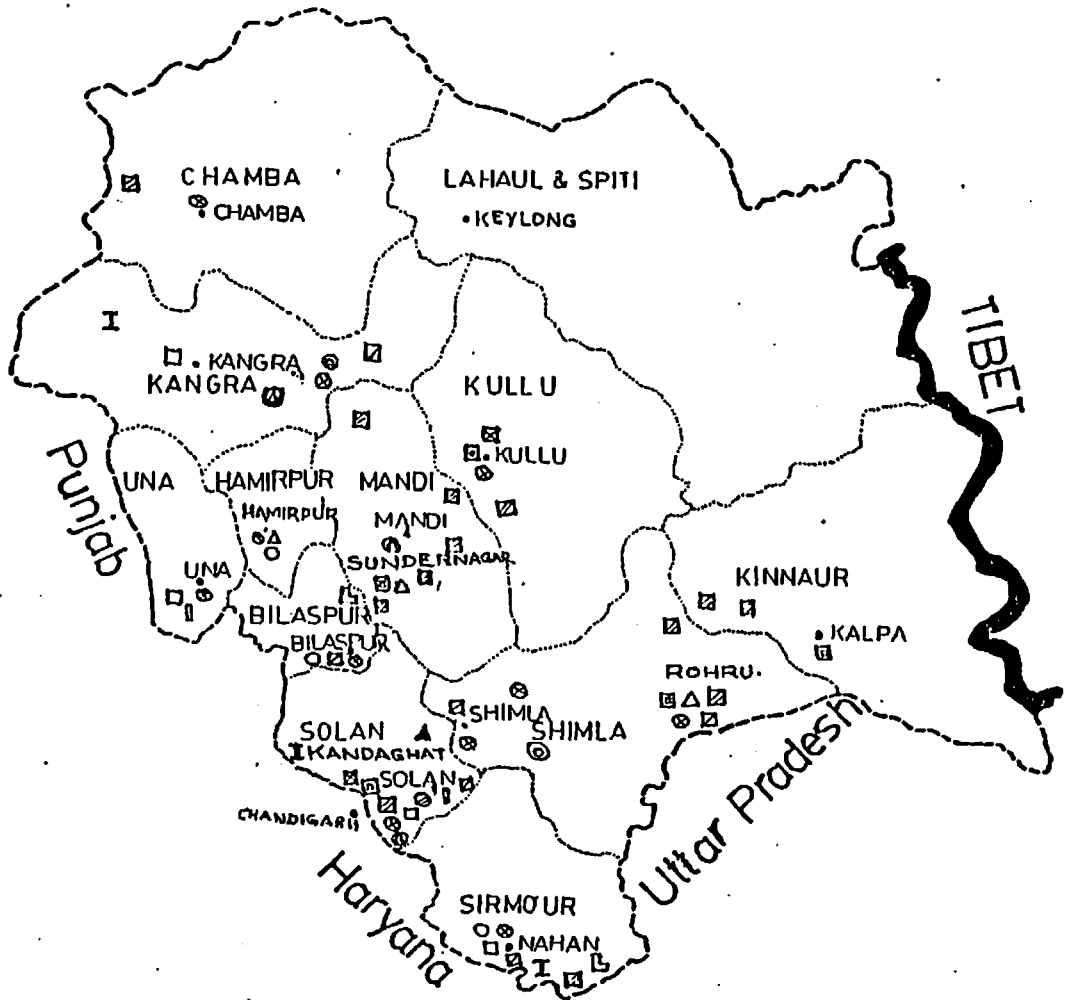 CHAMBA
CHAMBA
LAHAUL & SPITI
KEYLONG
TIBET
I
KANGRA
KANGRA
KULLU
KULLU
Punjab
UNA
HAMIRPUR
MANDI
HAMIRPUR
MANDI
SUNDERNAGAR
UNA
BILASPUR
BILASPUR
KINNAUR
KALPA
ROHRU.
SHIMLA
SHIMLA
SOLAN
I KANDAGHAT
SOLAN
CHANDIGARH
Uttar Pradesh
Haryana
SIRMOUR
NAHAN
I